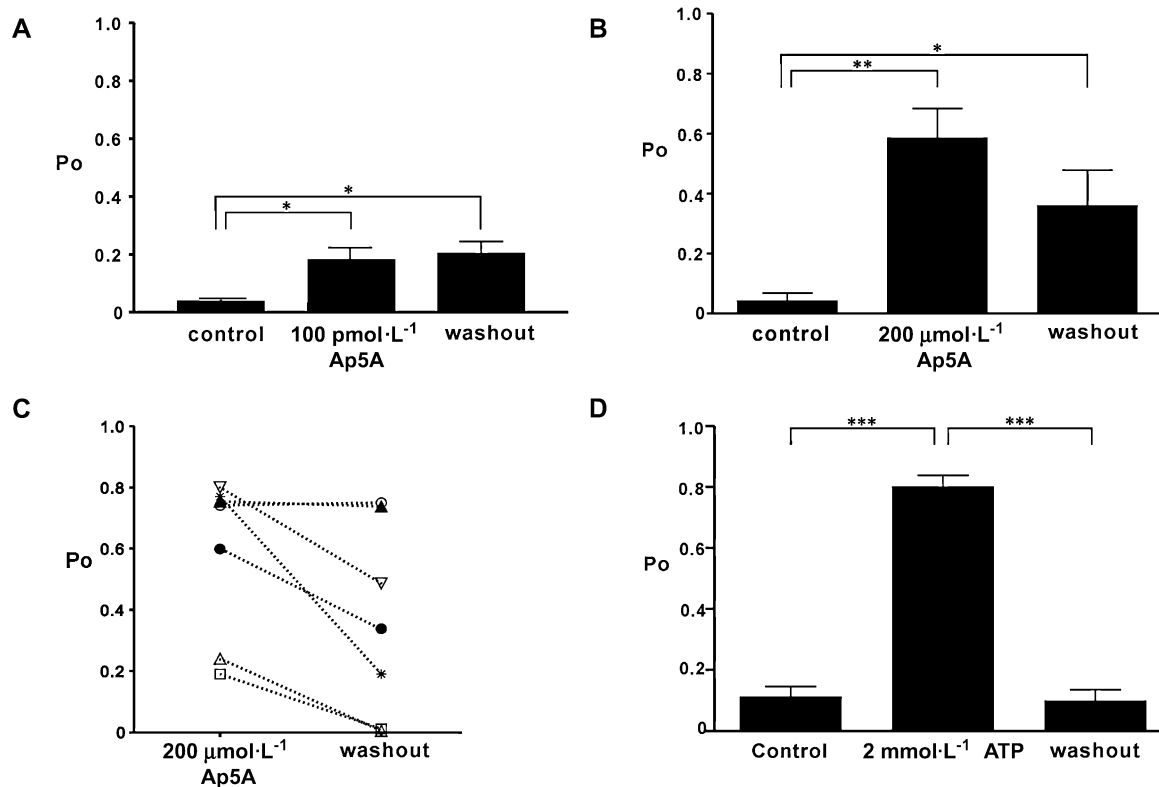 A
1.0
0.8
0.6
Po
0.4
0.2
0
*
*
control 100 pmol·L⁻¹ washout
Ap5A
B
1.0
0.8
0.6
Po
0.4
0.2
0
*
**
control 200 μmol·L⁻¹ washout
Ap5A
C
1.0
0.8
0.6
Po
0.4
0.2
0
200 μmol·L⁻¹ washout
Ap5A
D
1.0
0.8
0.6
Po
0.4
0.2
0
*** ***
Control 2 mmol·L⁻¹ ATP washout